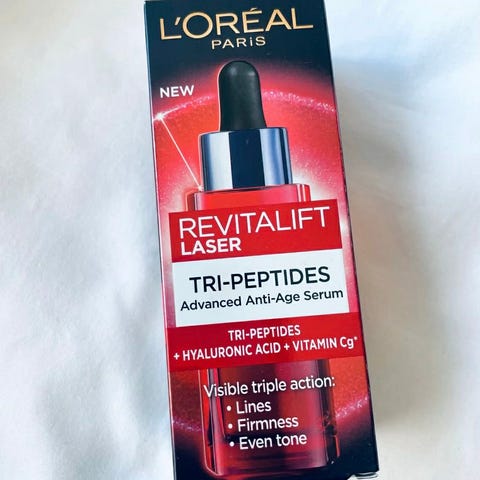 L'ORÉAL
PARIS
NEW
REVITALIFT
LASER
TRI-PEPTIDES
Advanced Anti-Age Serum
TRI-PEPTIDES
+ HYALURONIC ACID + VITAMIN Cg*
Visible triple action:
• Lines
• Firmness
• Even tone